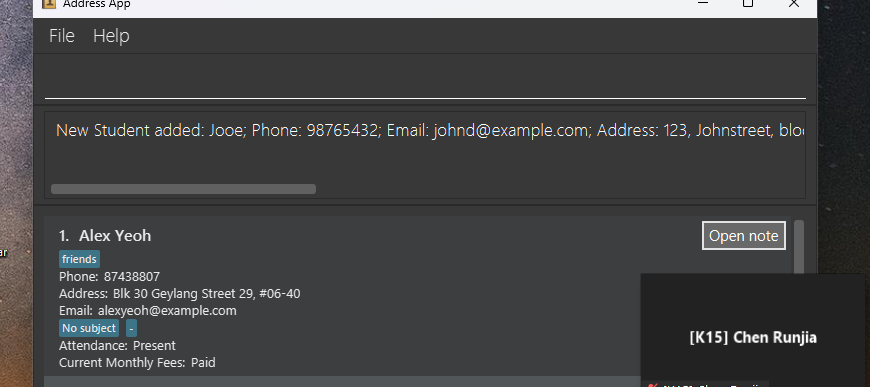 Address App
File Help
New Student added: Jooe; Phone: 98765432; Email: johnd@example.com; Address: 123, Johnstreet, bloc
1. Alex Yeoh
Open note
friends
Phone: 87438807
Address: Blk 30 Geylang Street 29, #06-40
Email: alexyeoh@example.com
No subject -
Attendance: Present
Current Monthly Fees: Paid
[K15] Chen Runjia